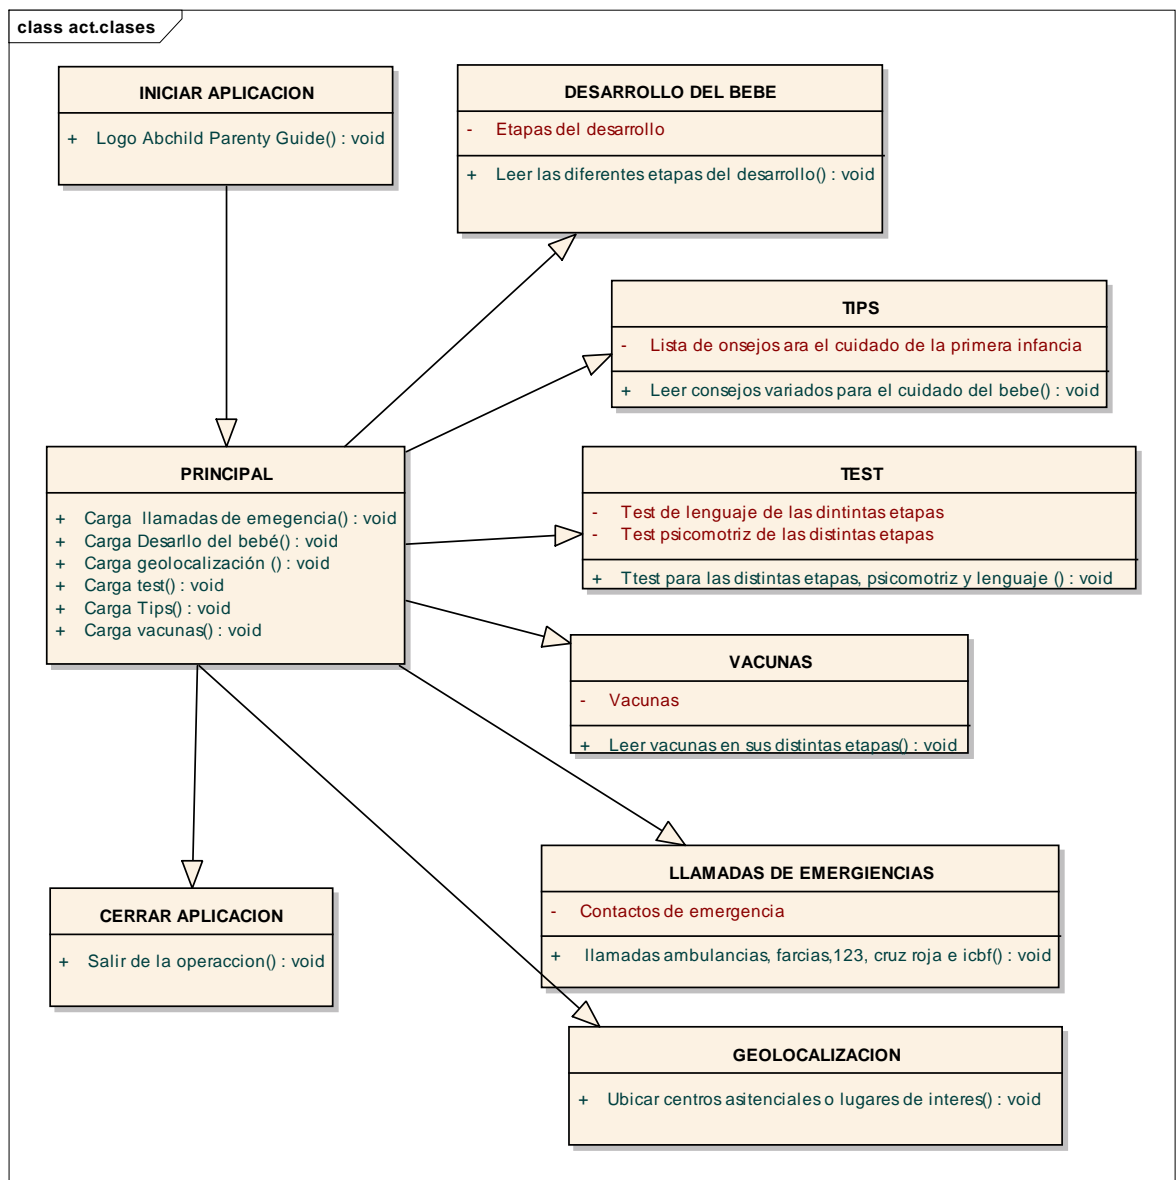 class act.clases
INICIAR APLICACION
+ Logo Abchild Parenty Guide() : void
DESARROLLO DEL BEBE
- Etapas del desarrollo
+ Leer las diferentes etapas del desarrollo() : void
TIPS
- Lista de onsejos ara el cuidado de la primera infancia
+ Leer consejos variados para el cuidado del bebe() : void
PRINCIPAL
+ Carga llamadas de emegencia() : void
+ Carga Desarllo del bebé() : void
+ Carga geolocalización () : void
+ Carga test() : void
+ Carga Tips() : void
+ Carga vacunas() : void
TEST
- Test de lenguaje de las dintintas etapas
- Test psicomotriz de las distintas etapas
+ Ttest para las distintas etapas, psicomotriz y lenguaje () : void
VACUNAS
- Vacunas
+ Leer vacunas en sus distintas etapas() : void
LLAMADAS DE EMERGIENCIAS
- Contactos de emergencia
+ llamadas ambulancias, farcias,123, cruz roja e icbf() : void
CERRAR APLICACION
+ Salir de la operaccion() : void
GEOLOCALIZACION
+ Ubicar centros asitenciales o lugares de interes() : void